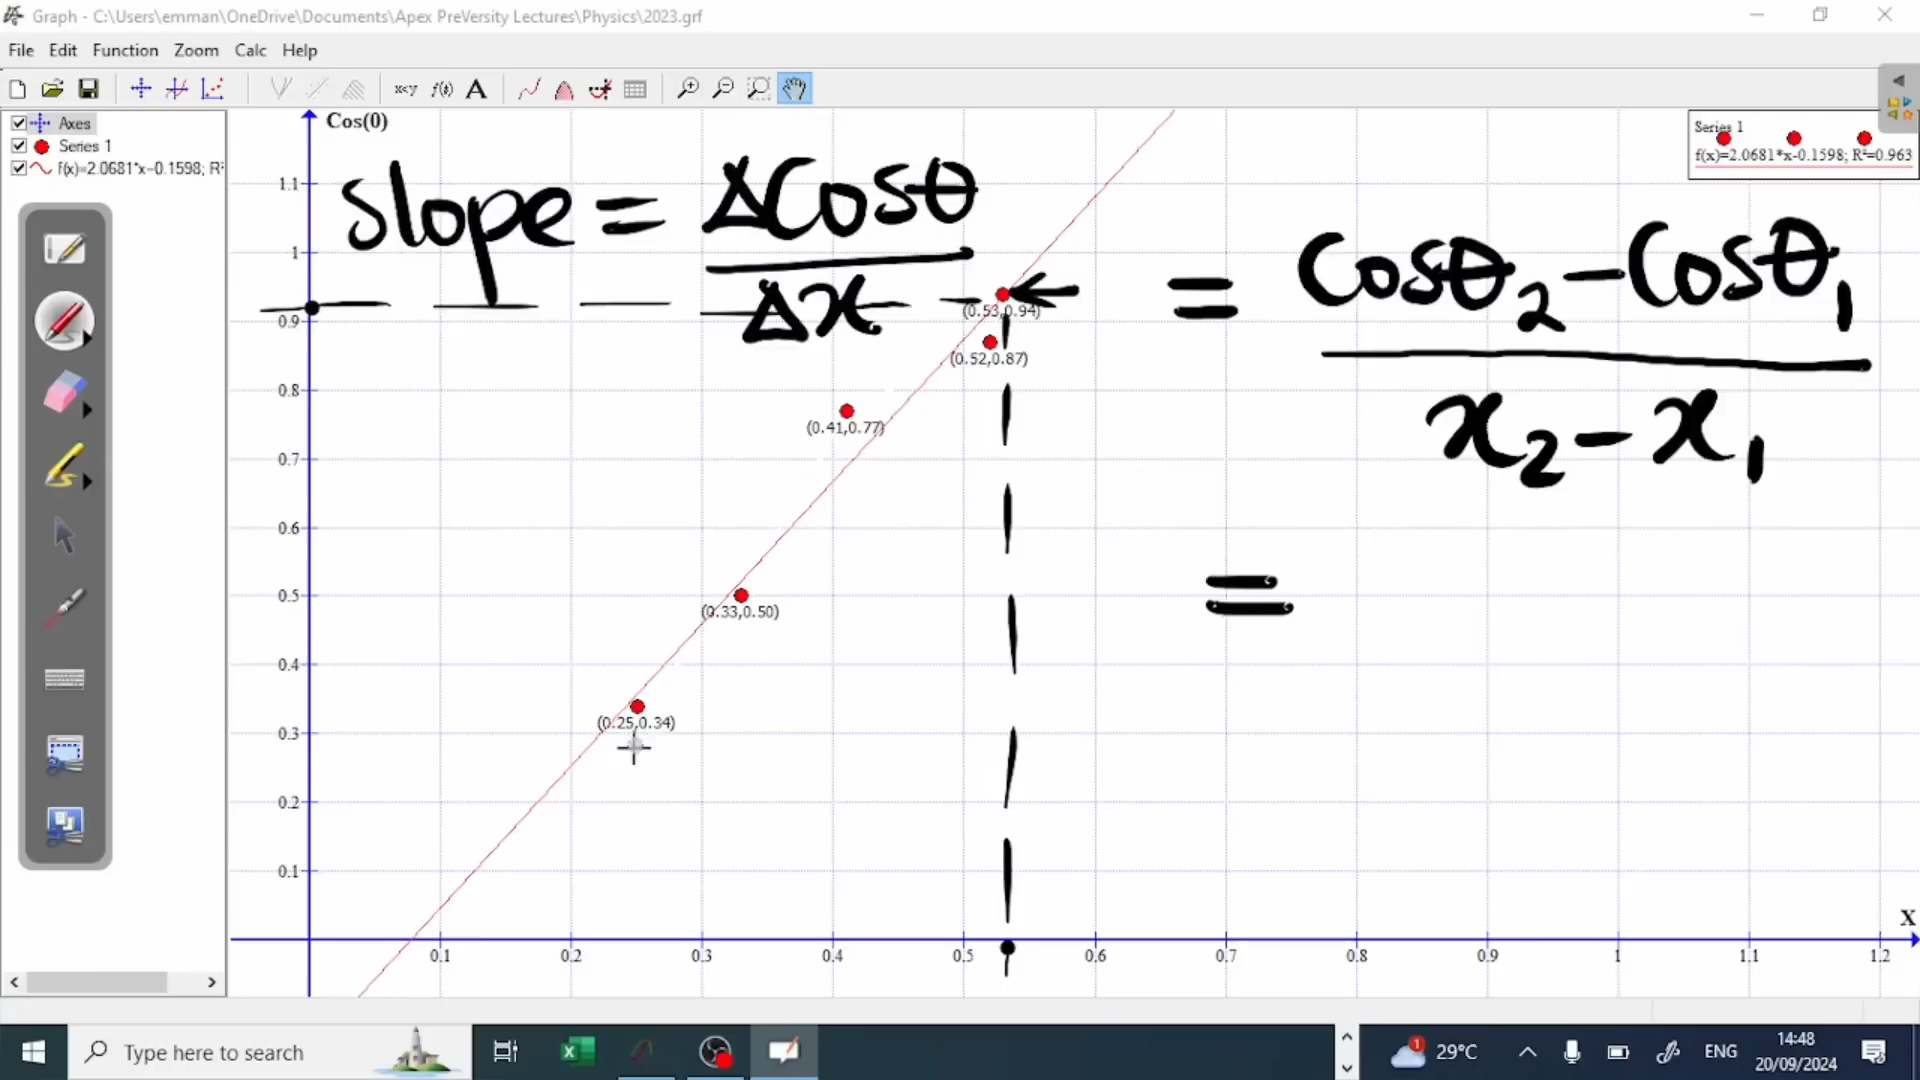 Graph - C:\Users\emman\OneDrive\Documents\Apex PreVersity Lectures\Physics\2023.grf
File Edit Function Zoom Calc Help
Axes
Series 1
f(x)=2.0681*x-0.1598; R²
Cos(0)
Series 1
f(x)=2.0681*x-0.1598; R²=0.963
slope = ΔCosθ
Δx
= Cosθ2 - Cosθ1
x2 - x1
=
1.1
1
0.9
0.8
0.7
0.6
0.5
0.4
0.3
0.2
0.1
(0.53,0.94)
(0.52,0.87)
(0.41,0.77)
(0.33,0.50)
(0.25,0.34)
X
0.1 0.2 0.3 0.4 0.5 0.6 0.7 0.8 0.9 1 1.1 1.2
Type here to search
1
29°C
ENG
14:48
20/09/2024